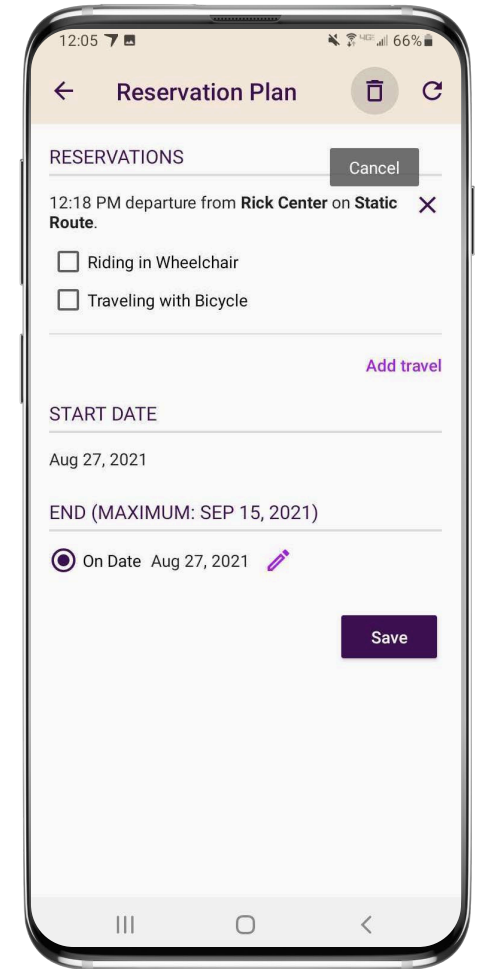 12:05
4GE 66%
Reservation Plan
RESERVATIONS
Cancel
12:18 PM departure from Rick Center on Static
Route.
Riding in Wheelchair
Traveling with Bicycle
Add travel
START DATE
Aug 27, 2021
END (MAXIMUM: SEP 15, 2021)
On Date Aug 27, 2021
Save